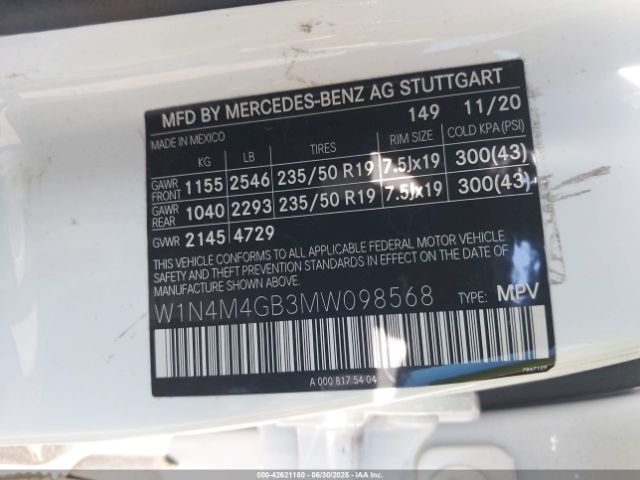 MFD BY MERCEDES-BENZ AG STUTTGART
MADE IN MEXICO 149 11/20
KG LB TIRES RIM SIZE COLD KPA(PSI)
GAWR FRONT 1155 2546 235/50 R19 7.5Jx19 300(43)
GAWR REAR 1040 2293 235/50 R19 7.5Jx19 300(43)
GVWR 2145 4729
THIS VEHICLE CONFORMS TO ALL APPLICABLE FEDERAL MOTOR VEHICLE
SAFETY AND THEFT PREVENTION STANDARDS IN EFFECT ON THE DATE OF
MANUFACTURE SHOWN ABOVE.
W1N4M4GB3MW098568 TYPE: MPV
A 000 817 54 04
000-42621180 - 06/30/2025 - IAAI.COM